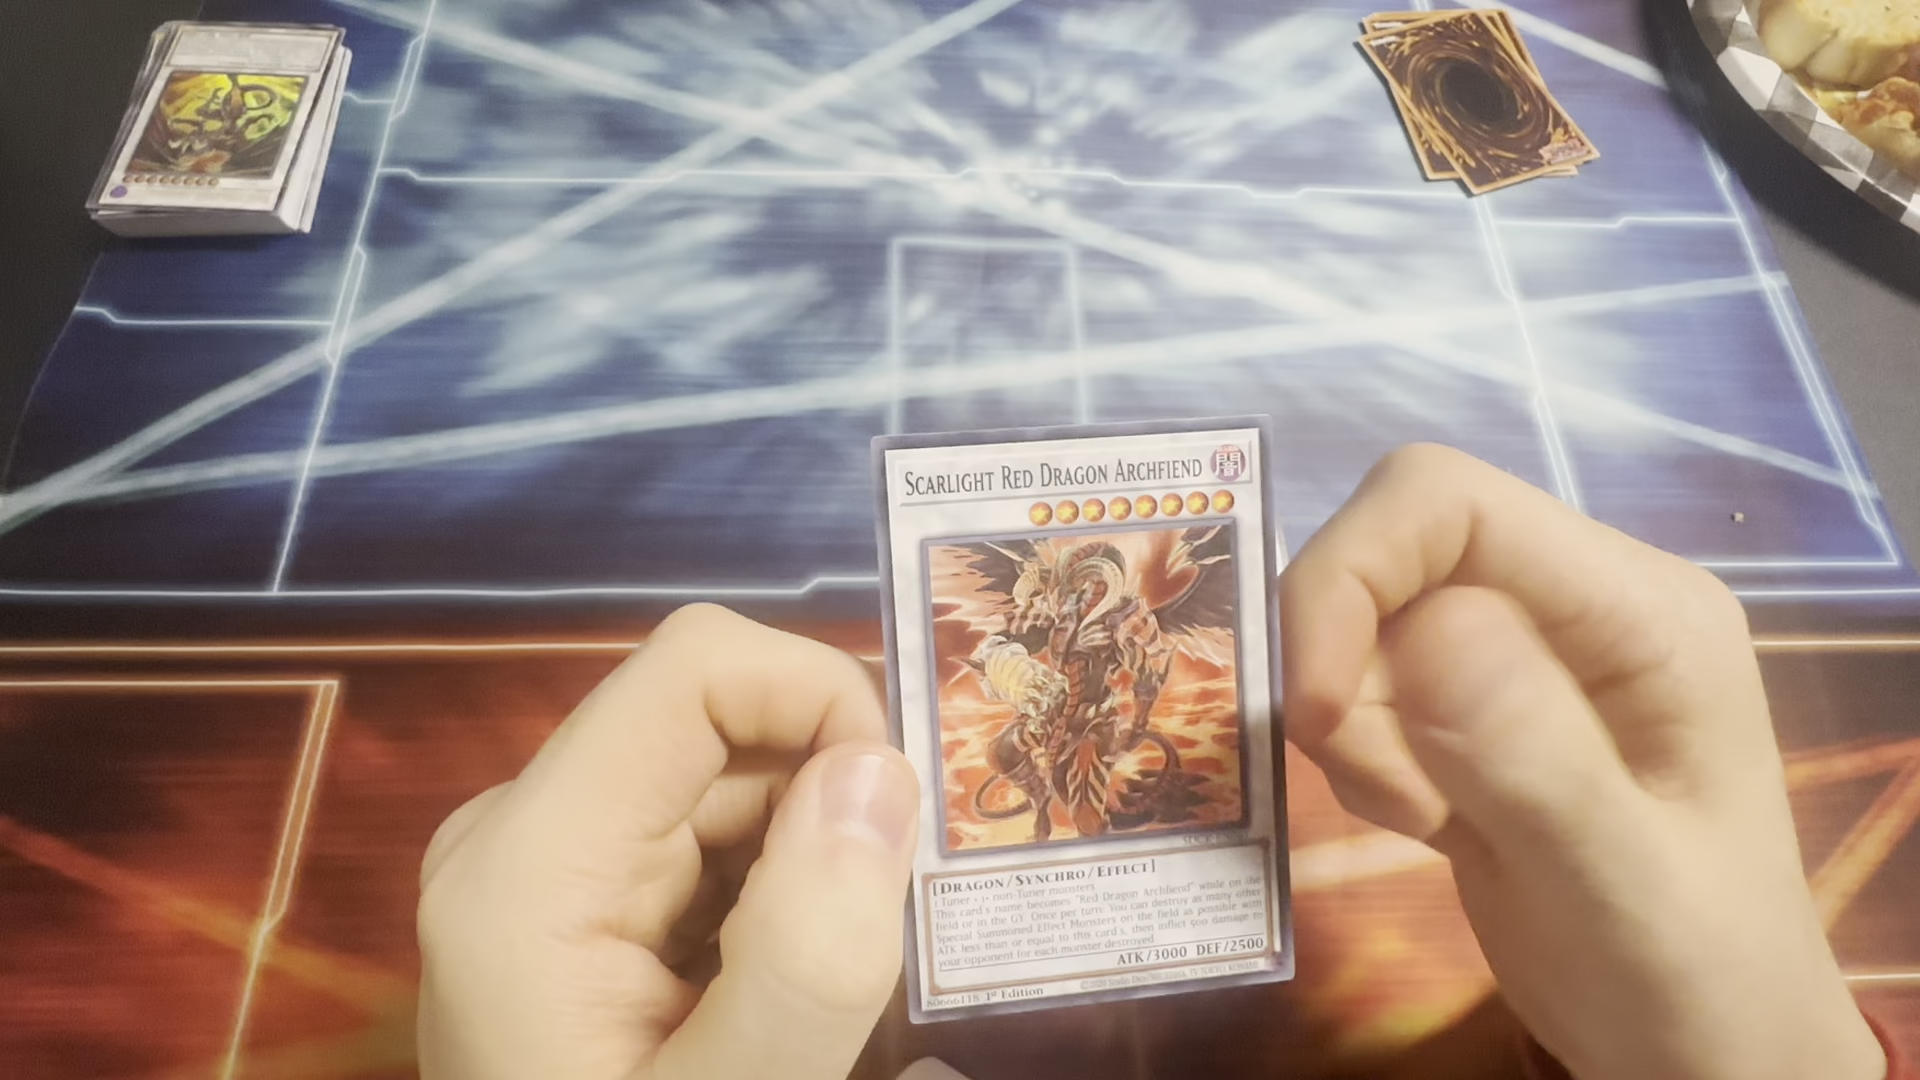 SCARLIGHT RED DRAGON ARCHFIEND
闇
[DRAGON/SYNCHRO/EFFECT]
1 Tuner + 1+ non-Tuner monsters
This card's name becomes "Red Dragon Archfiend" while on the
field or in the GY. Once per turn: You can destroy as many other
Special Summoned Effect Monsters on the field as possible with
ATK less than or equal to this card's, then inflict 500 damage to
your opponent for each monster destroyed.
ATK/3000 DEF/2500
80666118 1st Edition